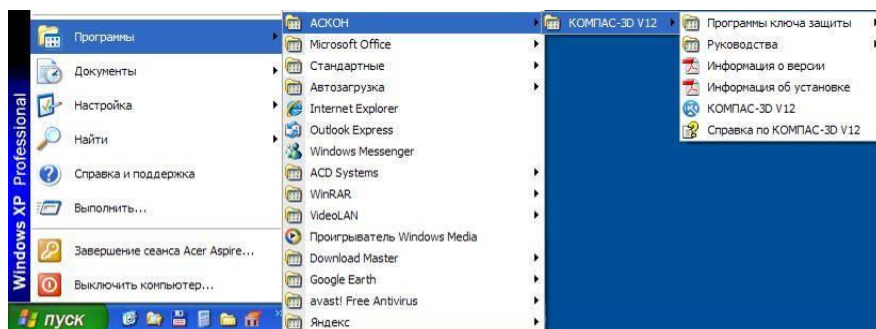 Windows XP Professional
Программы
Документы
Настройка
Найти
Справка и поддержка
Выполнить...
Завершение сеанса Acer Aspire...
Выключить компьютер...
пуск
АСКОН
Microsoft Office
Стандартные
Автозагрузка
Internet Explorer
Outlook Express
Windows Messenger
ACD Systems
WinRAR
VideoLAN
Проигрыватель Windows Media
Download Master
Google Earth
avast! Free Antivirus
Яндекс
КОМПАС-3D V12
Программы ключа защиты
Руководства
Информация о версии
Информация об установке
КОМПАС-3D V12
Справка по КОМПАС-3D V12